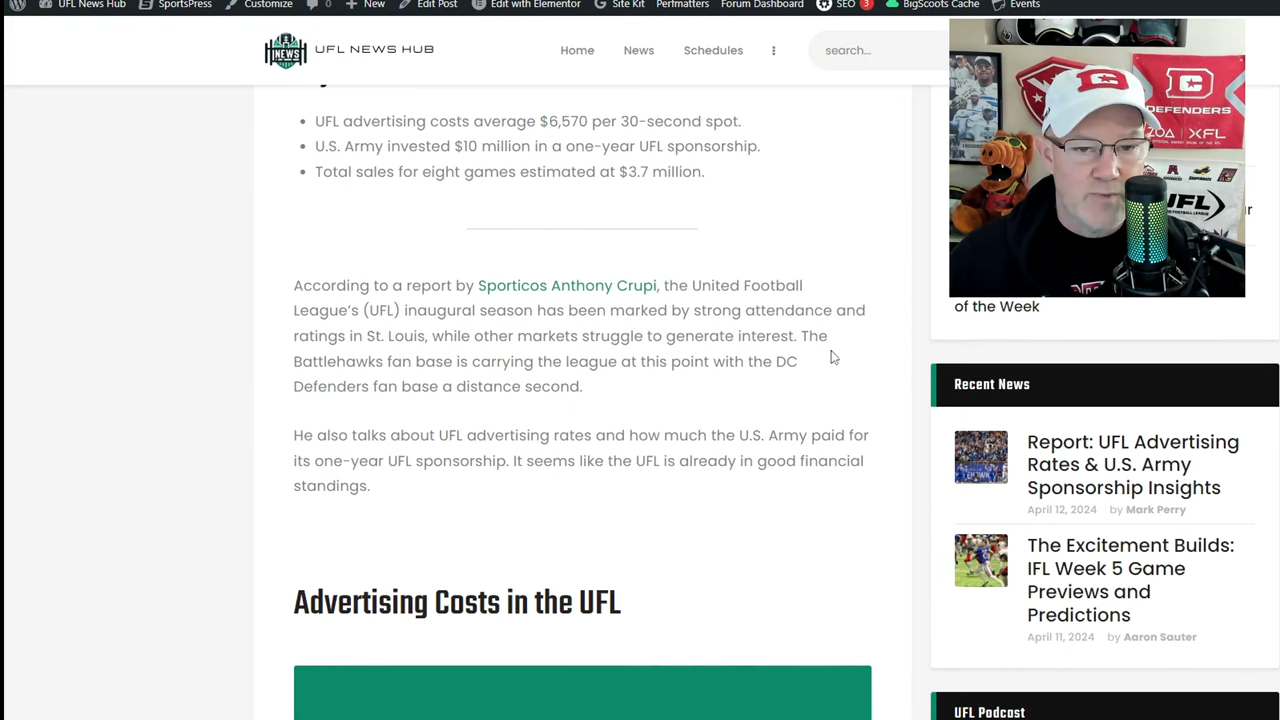 UFL News Hub
SportsPress
Customize
0
New
Edit Post
Edit with Elementor
Site Kit
Perfmatters
Forum Dashboard
SEO
3
BigScoots Cache
Events
NEWS
UFL NEWS HUB
Home
News
Schedules
search...
UFL advertising costs average $6,570 per 30-second spot.
U.S. Army invested $10 million in a one-year UFL sponsorship.
Total sales for eight games estimated at $3.7 million.
According to a report by Sporticos Anthony Crupi, the United Football
League’s (UFL) inaugural season has been marked by strong attendance and
ratings in St. Louis, while other markets struggle to generate interest. The
Battlehawks fan base is carrying the league at this point with the DC
Defenders fan base a distance second.
He also talks about UFL advertising rates and how much the U.S. Army paid for
its one-year UFL sponsorship. It seems like the UFL is already in good financial
standings.
Advertising Costs in the UFL
DEFENDERS
XFL
UFL
of the Week
Recent News
Report: UFL Advertising
Rates & U.S. Army
Sponsorship Insights
April 12, 2024 by Mark Perry
The Excitement Builds:
IFL Week 5 Game
Previews and
Predictions
April 11, 2024 by Aaron Sauter
UFL Podcast